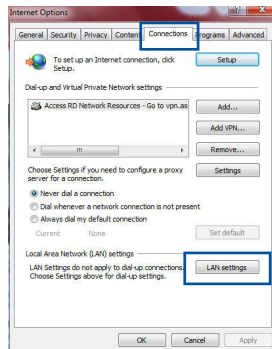 Internet Options
General Security Privacy Content Connections Programs Advanced
To set up an Internet connection, click
Setup.
Setup
Dial-up and Virtual Private Network settings
Access RD Network Resources - Go to vpn.as
Add...
Add VPN...
Remove...
Choose Settings if you need to configure a proxy
server for a connection.
Settings
Never dial a connection
Dial whenever a network connection is not present
Always dial my default connection
Current None
Set default
Local Area Network (LAN) settings
LAN Settings do not apply to dial-up connections.
Choose Settings above for dial-up settings.
LAN settings
OK Cancel Apply